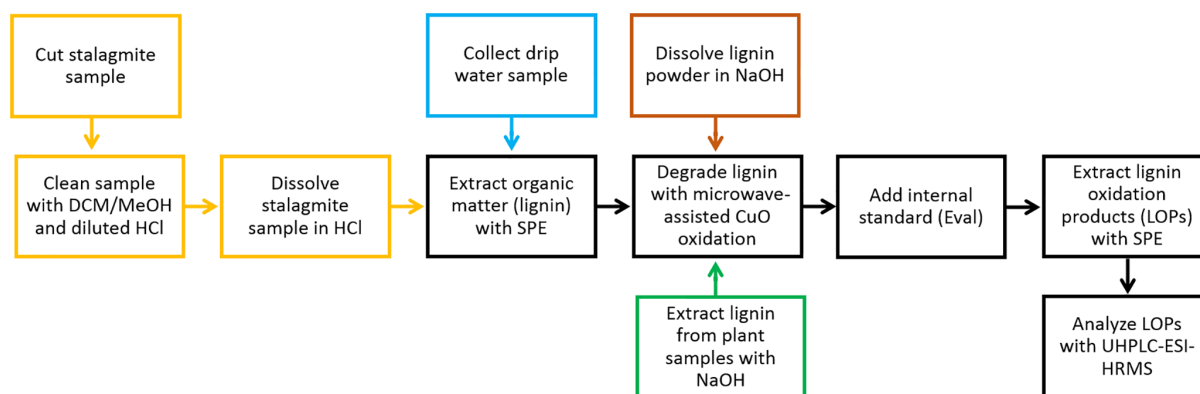 Cut stalagmite
sample
Collect drip
water sample
Dissolve lignin
powder in NaOH
Clean sample
with DCM/MeOH
and diluted HCl
Dissolve
stalagmite
sample in HCl
Extract organic
matter (lignin)
with SPE
Degrade lignin
with microwave-
assisted CuO
oxidation
Add internal
standard (Eval)
Extract lignin
oxidation
products (LOPs)
with SPE
Extract lignin
from plant
samples with
NaOH
Analyze LOPs
with UHPLC-ESI-
HRMS